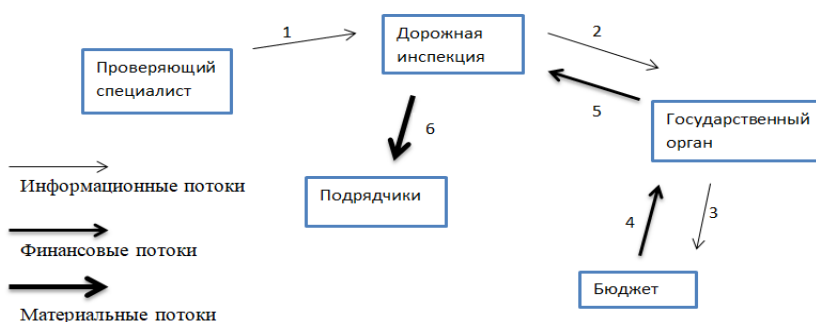 1
Дорожная
инспекция
2
Проверяющий
специалист
5
Государственный
орган
6
Информационные потоки
Подрядчики
4
3
Финансовые потоки
Бюджет
Материальные потоки